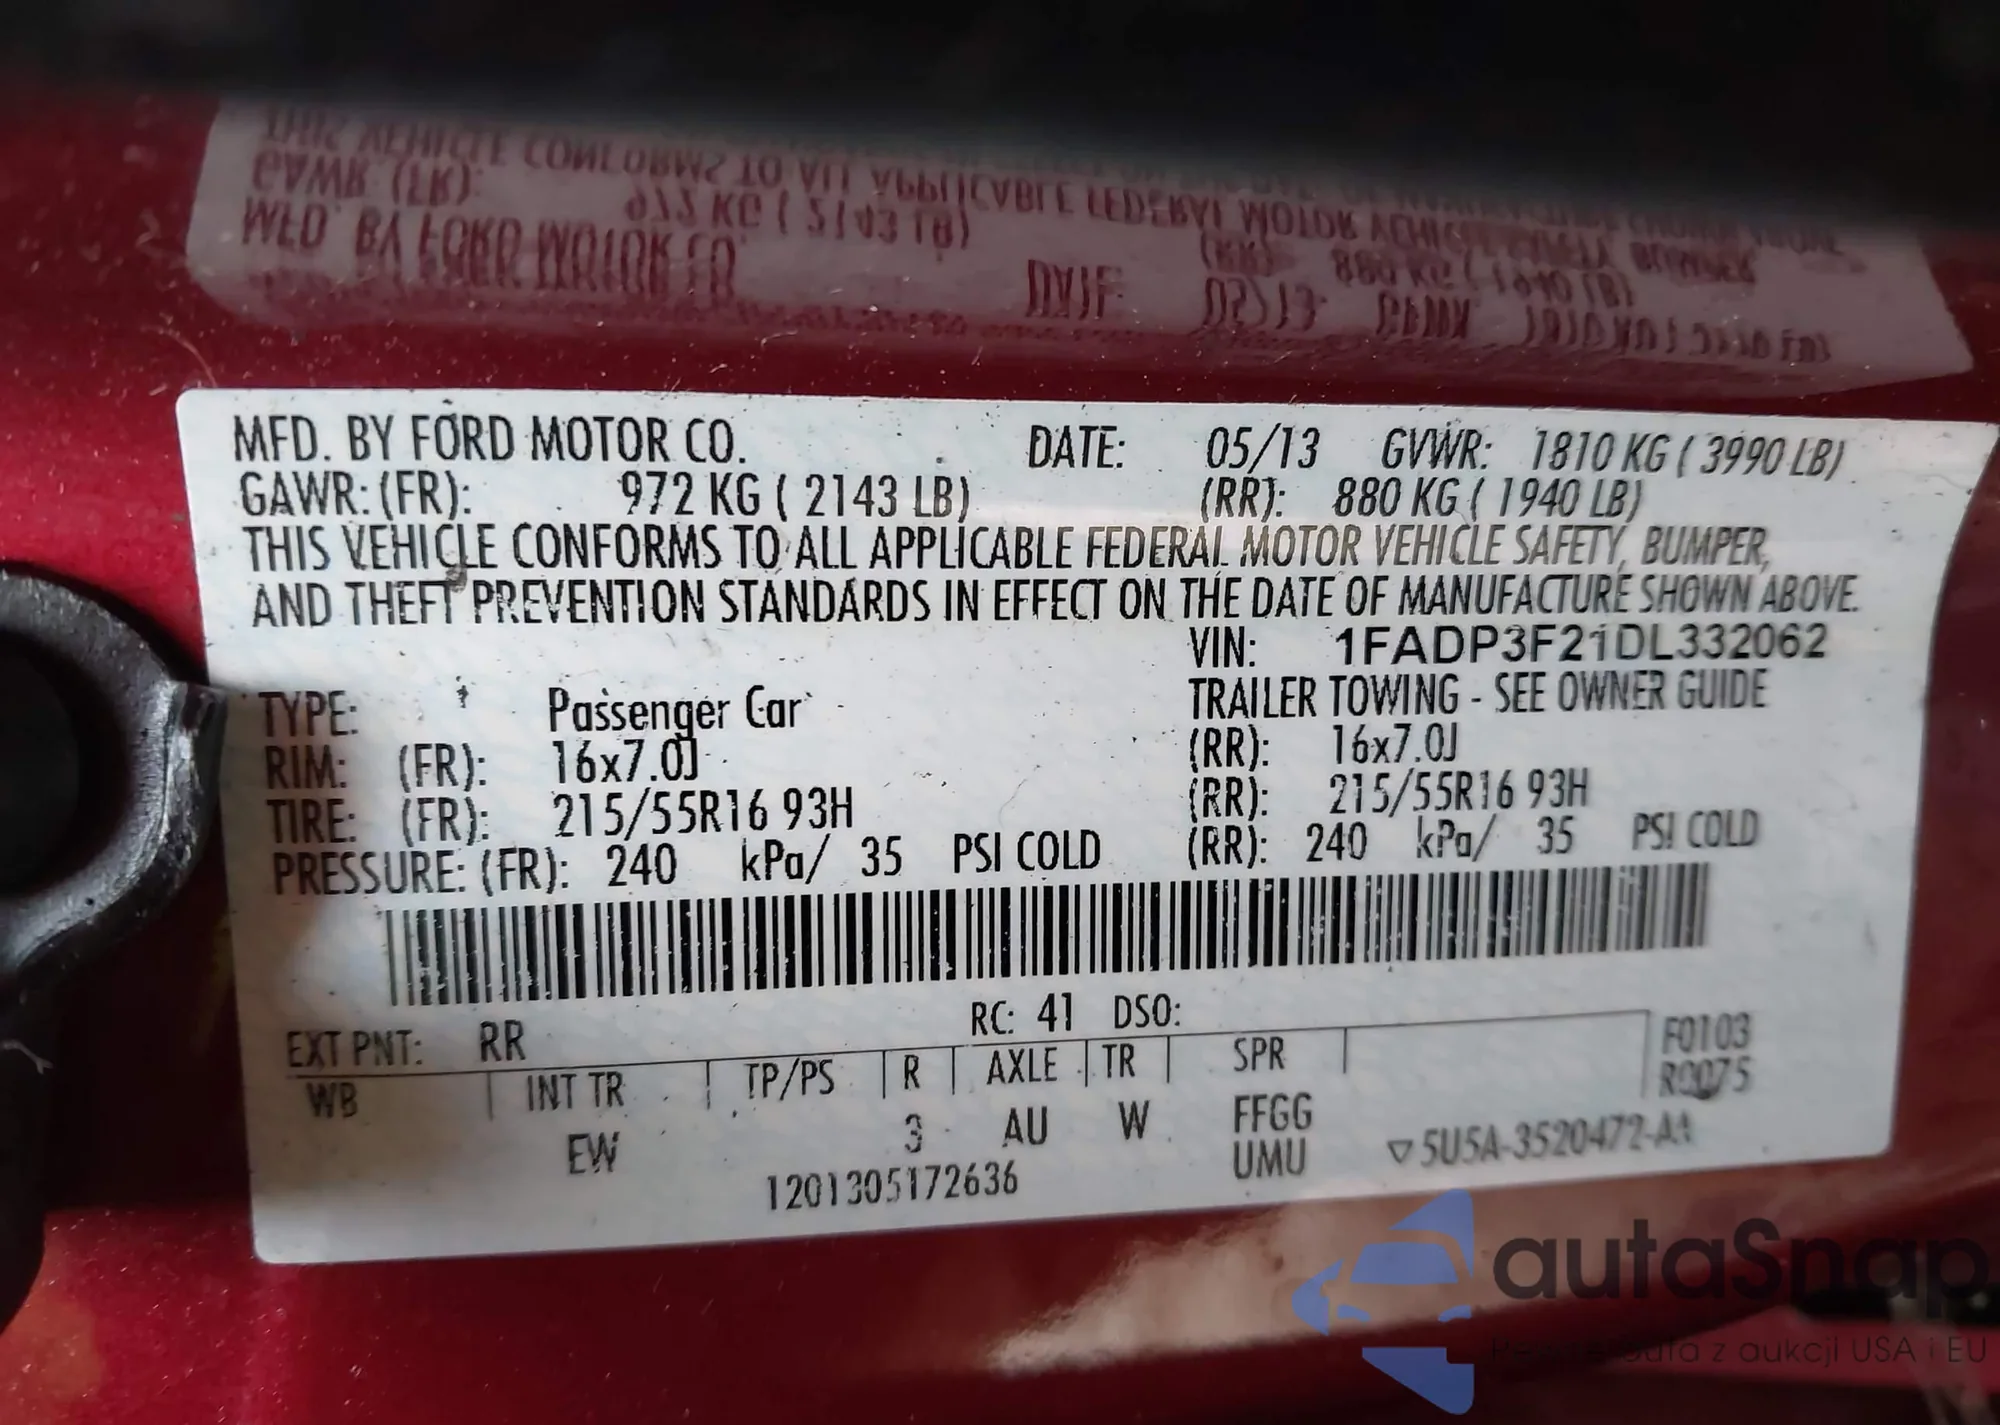 MFD. BY FORD MOTOR CO. DATE: 05/13 GVWR: 1810 KG ( 3990 LB)
GAWR: (FR): 972 KG ( 2143 LB) (RR): 880 KG ( 1940 LB)
THIS VEHICLE CONFORMS TO ALL APPLICABLE FEDERAL MOTOR VEHICLE SAFETY, BUMPER,
AND THEFT PREVENTION STANDARDS IN EFFECT ON THE DATE OF MANUFACTURE SHOWN ABOVE.
VIN: 1FADP3F21DL332062
TYPE: Passenger Car TRAILER TOWING - SEE OWNER GUIDE
RIM: (FR): 16x7.0J (RR): 16x7.0J
TIRE: (FR): 215/55R16 93H (RR): 215/55R16 93H
PRESSURE: (FR): 240 kPa/ 35 PSI COLD (RR): 240 kPa/ 35 PSI COLD
EXT PNT: RR RC: 41 DSO: F0103
WB INT TR TP/PS R AXLE TR SPR R0075
EW 3 AU W FFGG
UMU ▽5U5A-3520472-AA
1201305172636
autaSnap
auta z aukcji USA i EU